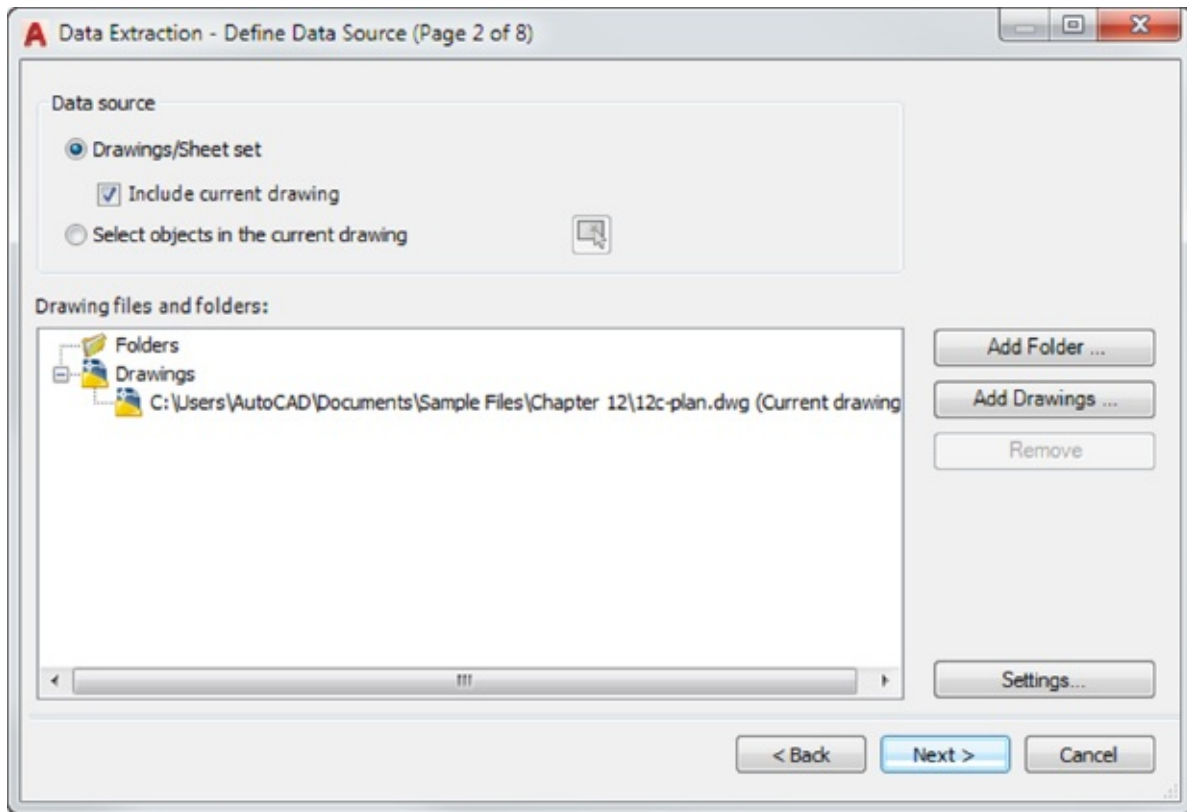 Data Extraction - Define Data Source (Page 2 of 8)
Data source
Drawings/Sheet set
Include current drawing
Select objects in the current drawing
Drawing files and folders:
Folders
Add Folder ...
Drawings
C:\Users\AutoCAD\Documents\Sample Files\Chapter 12\12c-plan.dwg (Current drawing
Add Drawings ...
Remove
Settings...
< Back
Next >
Cancel